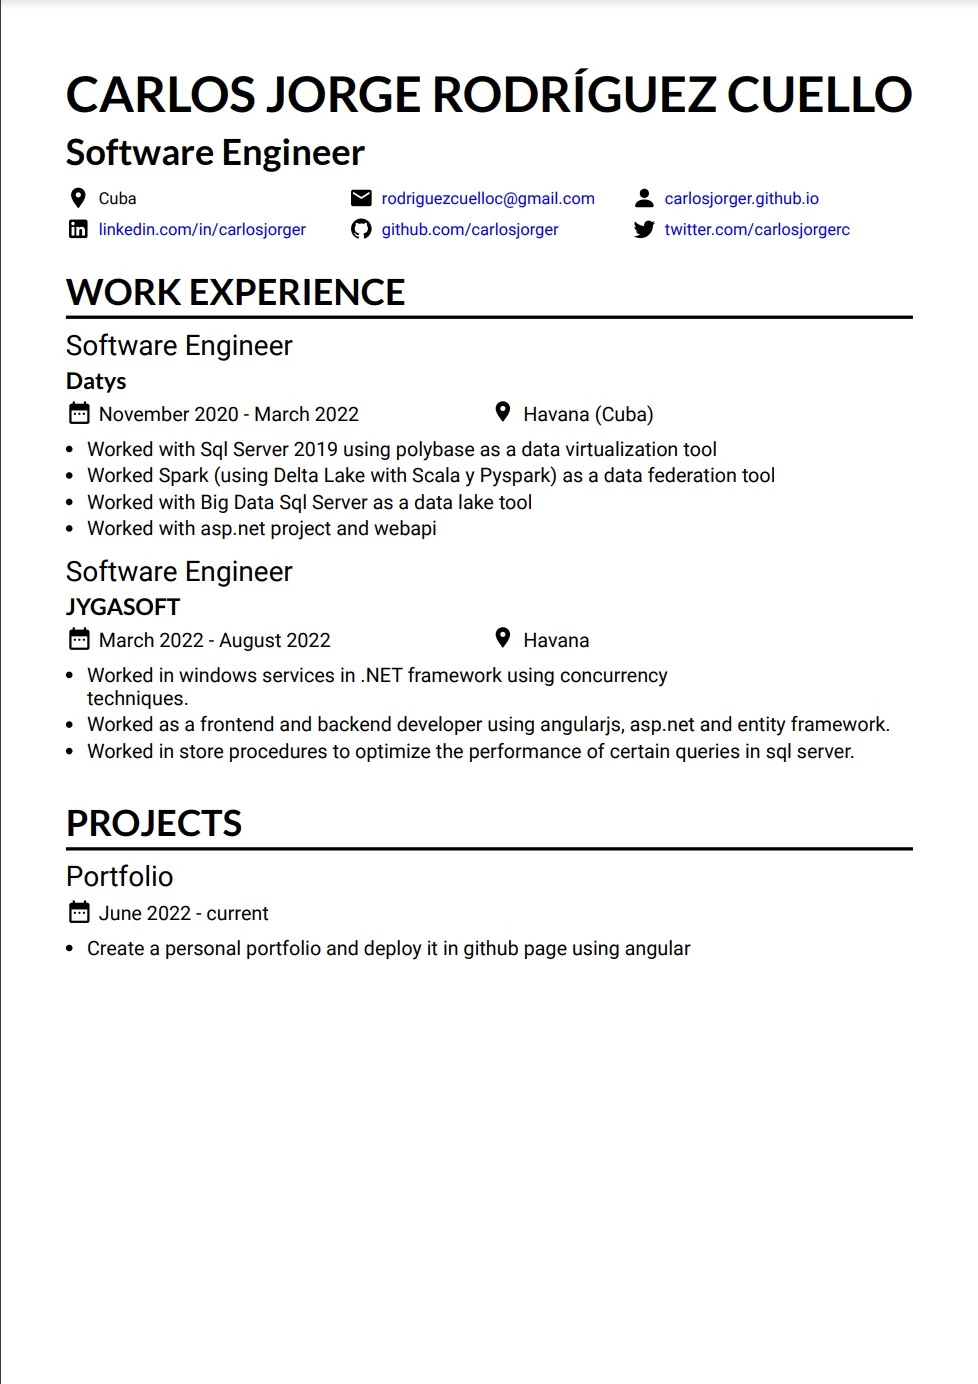 CARLOS JORGE RODRÍGUEZ CUELLO
Software Engineer
Cuba rodriguezcuelloc@gmail.com carlosjorger.github.io
linkedin.com/in/carlosjorger github.com/carlosjorger twitter.com/carlosjorgerc
WORK EXPERIENCE
Software Engineer
Datys
November 2020 - March 2022 Havana (Cuba)
• Worked with Sql Server 2019 using polybase as a data virtualization tool
• Worked Spark (using Delta Lake with Scala y Pyspark) as a data federation tool
• Worked with Big Data Sql Server as a data lake tool
• Worked with asp.net project and webapi
Software Engineer
JYGASOFT
March 2022 - August 2022 Havana
• Worked in windows services in .NET framework using concurrency
techniques.
• Worked as a frontend and backend developer using angularjs, asp.net and entity framework.
• Worked in store procedures to optimize the performance of certain queries in sql server.
PROJECTS
Portfolio
June 2022 - current
• Create a personal portfolio and deploy it in github page using angular